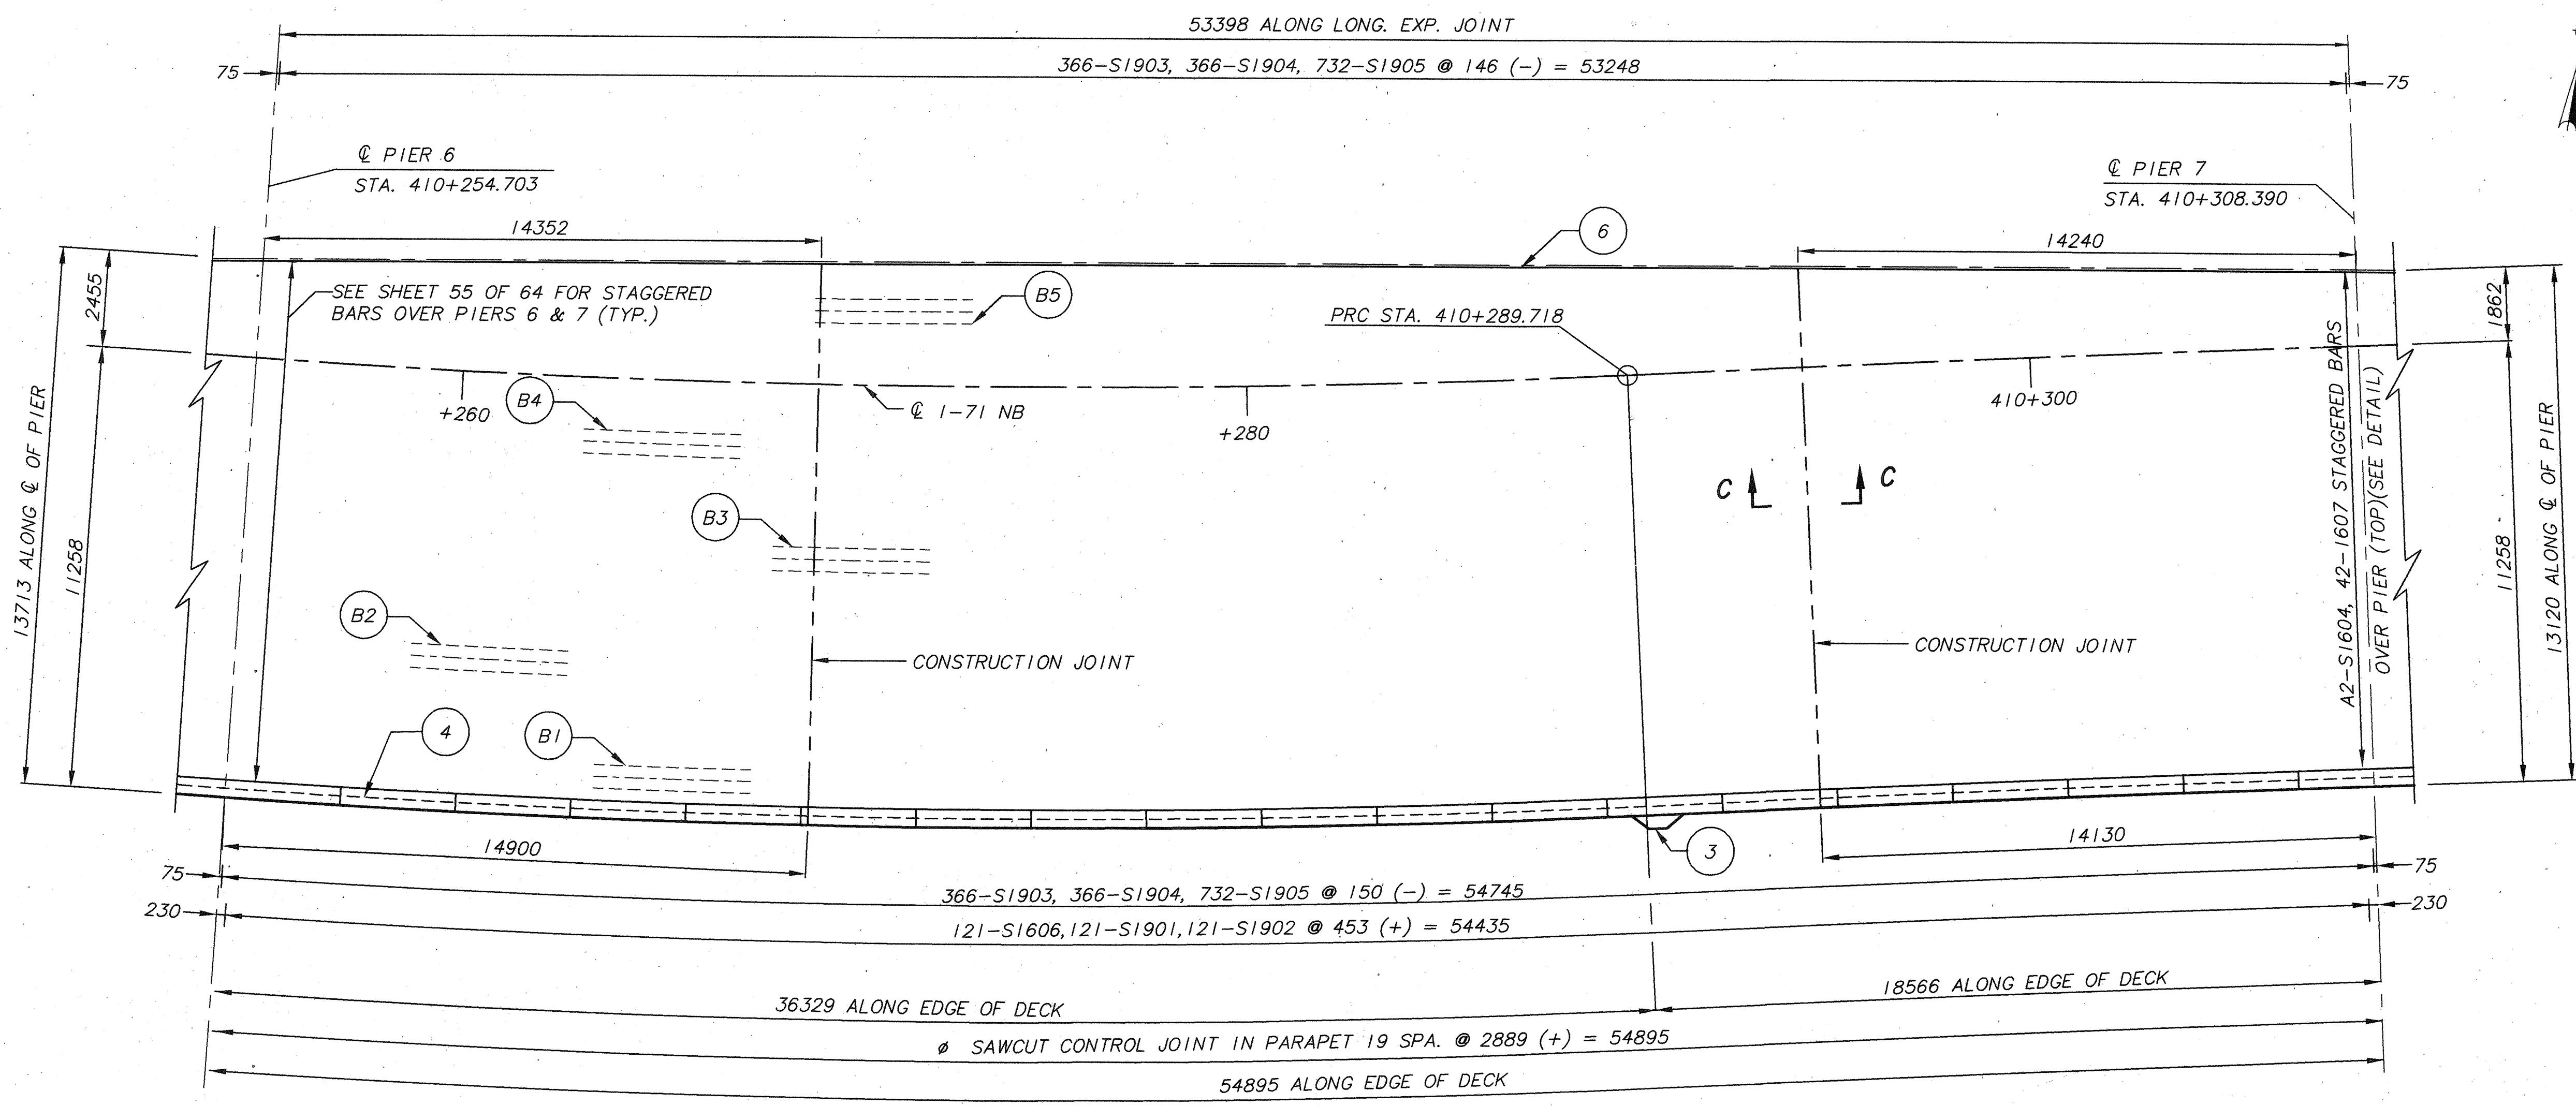 53398 ALONG LONG. EXP. JOINT
75
366-S1903, 366-S1904, 732-S1905 @ 146 (-) = 53248
75
℄ PIER 6
STA. 410+254.703
℄ PIER 7
STA. 410+308.390
14352
6
14240
2455
SEE SHEET 55 OF 64 FOR STAGGERED
BARS OVER PIERS 6 & 7 (TYP.)
B5
PRC STA. 410+289.718
1862
+260
B4
℄ I-71 NB
+280
410+300
13713 ALONG ℄ OF PIER
11258
B3
C
C
A2-S1604, 42-1607 STAGGERED BARS
OVER PIER (TOP)(SEE DETAIL)
11258
13120 ALONG ℄ OF PIER
B2
CONSTRUCTION JOINT
CONSTRUCTION JOINT
4
B1
3
14900
14130
75
366-S1903, 366-S1904, 732-S1905 @ 150 (-) = 54745
75
230
121-S1606, 121-S1901, 121-S1902 @ 453 (+) = 54435
230
36329 ALONG EDGE OF DECK
18566 ALONG EDGE OF DECK
ø SAWCUT CONTROL JOINT IN PARAPET 19 SPA. @ 2889 (+) = 54895
54895 ALONG EDGE OF DECK